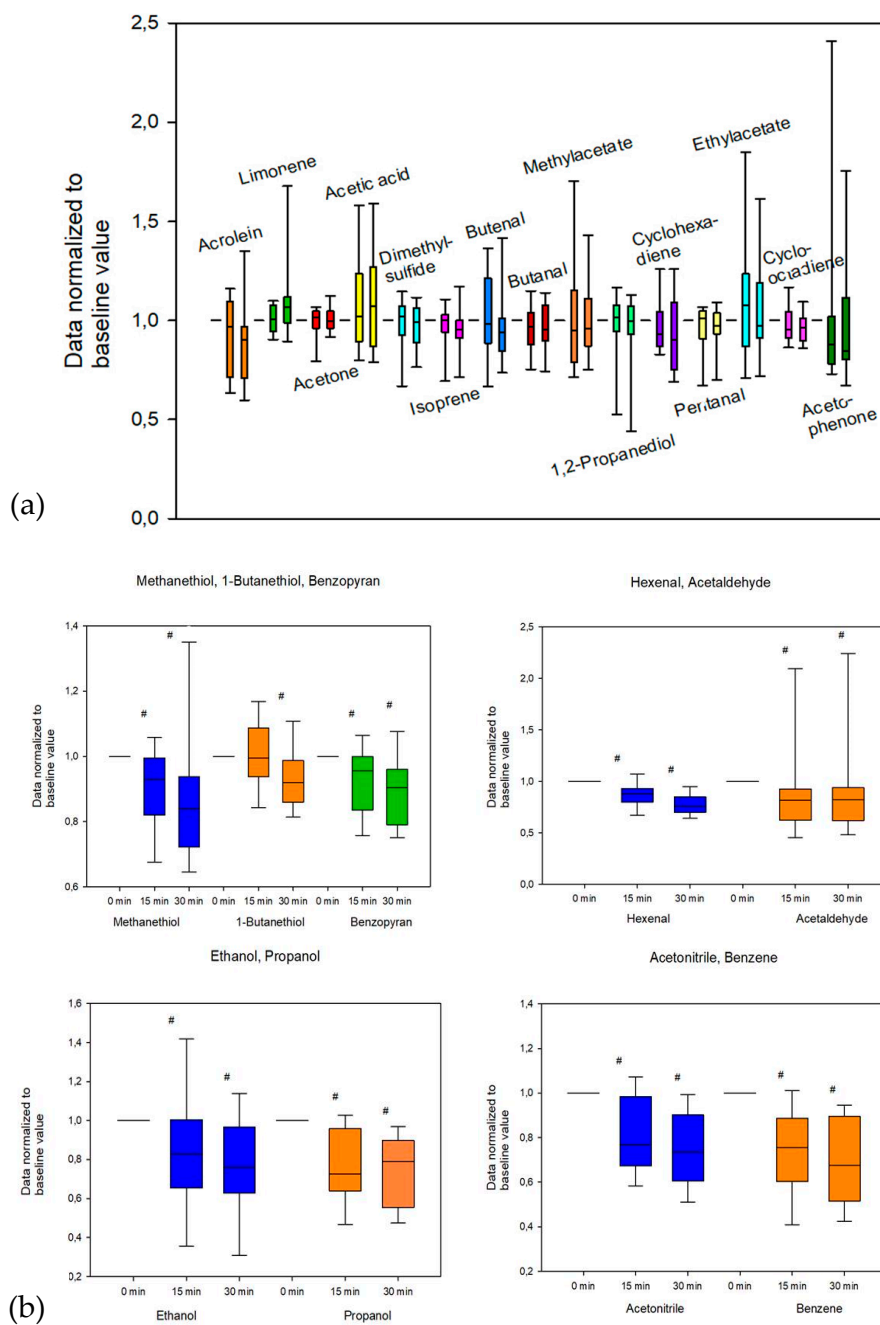 2,5
2,0
1,5
1,0
0,5
0,0
Data normalized to
baseline value
Acrolein
Limonene
Acetone
Acetic acid
Dimethyl-
sulfide
Isoprene
Butenal
Butanal
Methylacetate
1,2-Propanediol
Cyclohexa-
diene
Pentanal
Ethylacetate
Aceto-
phenone
(a)
Methanethiol, 1-Butanethiol, Benzopyran
1,4
1,2
1,0
0,8
0,6
Data normalized to
baseline value
# # # # #
0 min 15 min 30 min 0 min 15 min 30 min 0 min 15 min 30 min
Methanethiol 1-Butanethiol Benzopyran
Hexenal, Acetaldehyde
2,5
2,0
1,5
1,0
0,5
0,0
Data normalized to
baseline value
# # # #
0 min 15 min 30 min 0 min 15 min 30 min
Hexenal Acetaldehyde
Ethanol, Propanol
1,6
1,4
1,2
1,0
0,8
0,6
0,4
0,2
Data normalized to
baseline value
# # # #
0 min 15 min 30 min 0 min 15 min 30 min
Ethanol Propanol
Acetonitrile, Benzene
1,4
1,2
1,0
0,8
0,6
0,4
0,2
Data normalized to
baseline value
# # # #
0 min 15 min 30 min 0 min 15 min 30 min
Acetonitrile Benzene
(b)